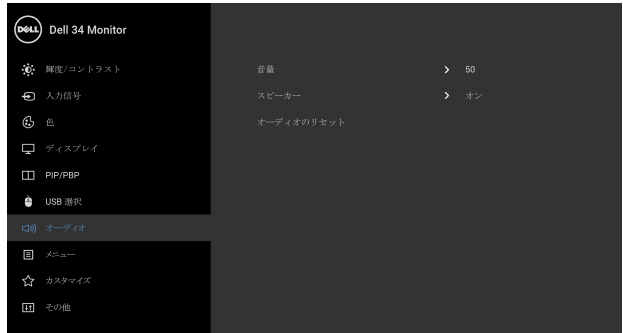 DELL Dell 34 Monitor
輝度/コントラスト
音量 50
入力信号
スピーカー オン
色
オーディオのリセット
ディスプレイ
PIP/PBP
USB 選択
オーディオ
メニュー
カスタマイズ
その他